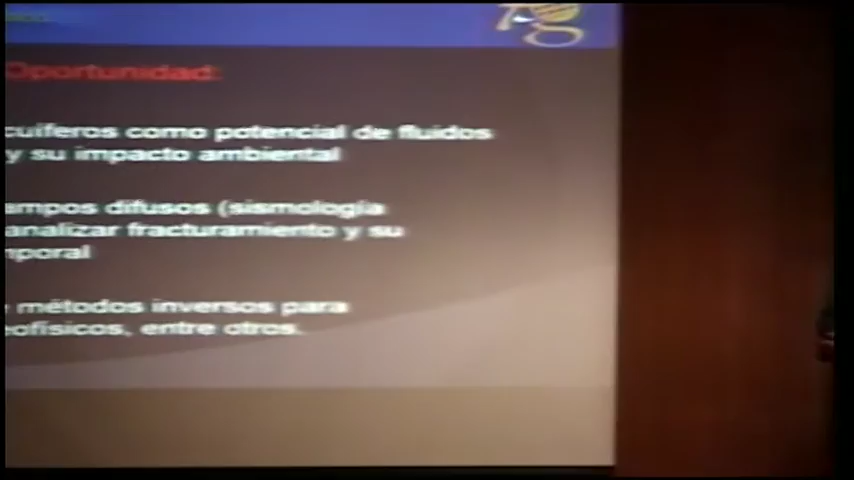 Oportunidad:
cuíferos como potencial de fluidos
y su impacto ambiental
ampos difusos (sismología
analizar fracturamiento y su
mporal
métodos inversos para
eofísicos, entre otros.